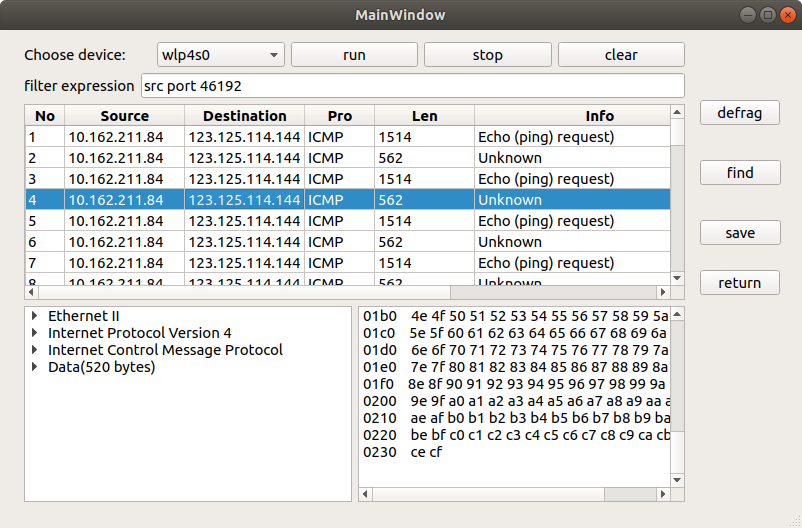 MainWindow
Choose device: wlp4s0 run stop clear
filter expression src port 46192
No Source Destination Pro Len Info
1 10.162.211.84 123.125.114.144 ICMP 1514 Echo (ping) request)
2 10.162.211.84 123.125.114.144 ICMP 562 Unknown
3 10.162.211.84 123.125.114.144 ICMP 1514 Echo (ping) request)
4 10.162.211.84 123.125.114.144 ICMP 562 Unknown
5 10.162.211.84 123.125.114.144 ICMP 1514 Echo (ping) request)
6 10.162.211.84 123.125.114.144 ICMP 562 Unknown
7 10.162.211.84 123.125.114.144 ICMP 1514 Echo (ping) request)
8 10.162.211.84 123.125.114.144 ICMP 562 Unknown
defrag
find
save
return
Ethernet II
Internet Protocol Version 4
Internet Control Message Protocol
Data(520 bytes)
01b0 4e 4f 50 51 52 53 54 55 56 57 58 59 5a
01c0 5e 5f 60 61 62 63 64 65 66 67 68 69 6a
01d0 6e 6f 70 71 72 73 74 75 76 77 78 79 7a
01e0 7e 7f 80 81 82 83 84 85 86 87 88 89 8a
01f0 8e 8f 90 91 92 93 94 95 96 97 98 99 9a
0200 9e 9f a0 a1 a2 a3 a4 a5 a6 a7 a8 a9 aa
0210 ae af b0 b1 b2 b3 b4 b5 b6 b7 b8 b9 ba
0220 be bf c0 c1 c2 c3 c4 c5 c6 c7 c8 c9 ca cb
0230 ce cf